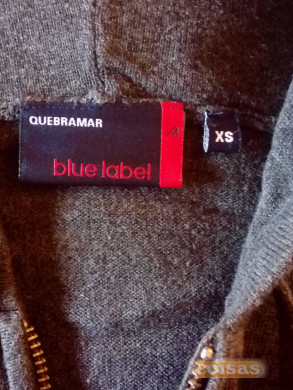 QUEBRAMAR
blue label
XS
coisas